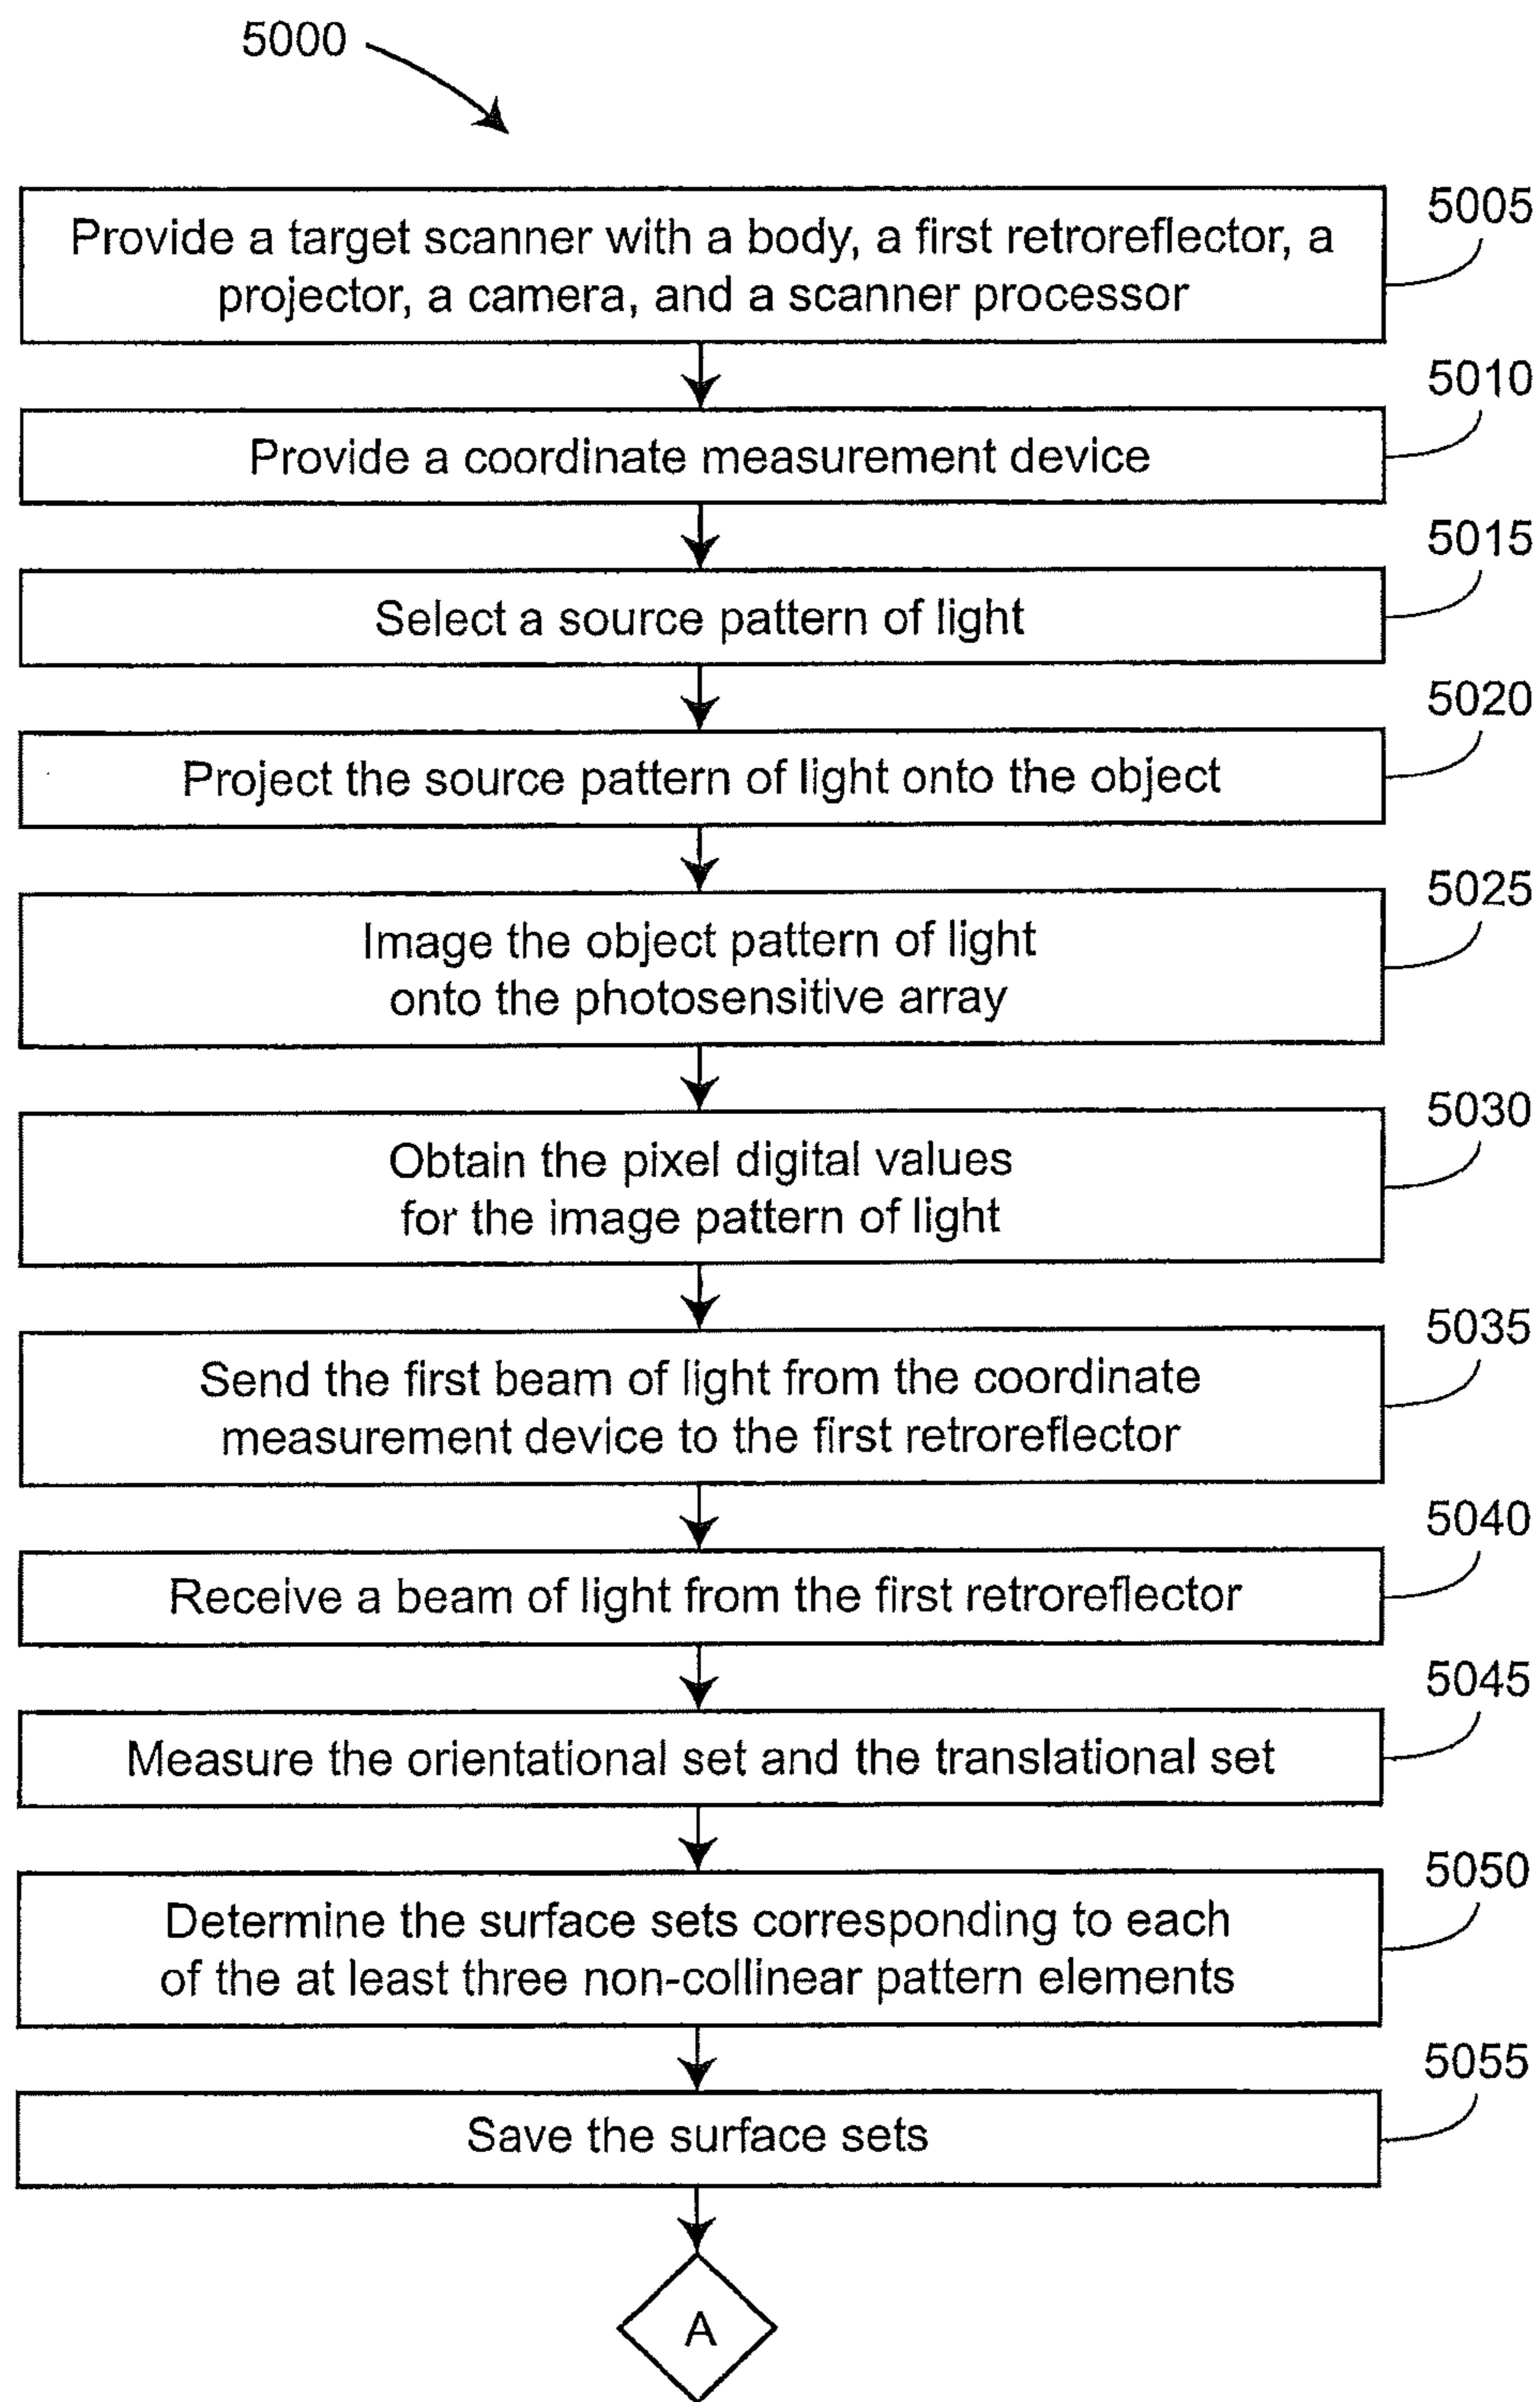 5000
Provide a target scanner with a body, a first retroreflector, a
projector, a camera, and a scanner processor
5005
Provide a coordinate measurement device
5010
Select a source pattern of light
5015
Project the source pattern of light onto the object
5020
Image the object pattern of light
onto the photosensitive array
5025
Obtain the pixel digital values
for the image pattern of light
5030
Send the first beam of light from the coordinate
measurement device to the first retroreflector
5035
Receive a beam of light from the first retroreflector
5040
Measure the orientational set and the translational set
5045
Determine the surface sets corresponding to each
of the at least three non-collinear pattern elements
5050
Save the surface sets
5055
A